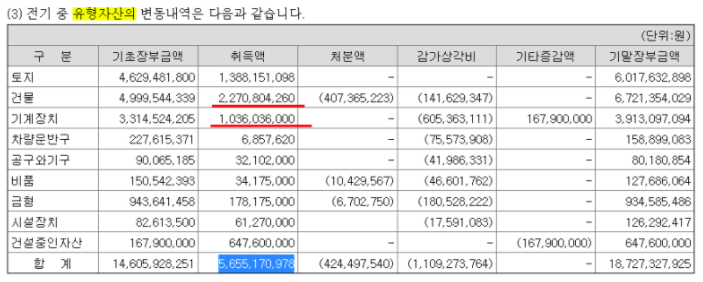 (3) 전기 중 유형자산의 변동내역은 다음과 같습니다.
(단위:원)
구 분 기초장부금액 취득액 처분액 감가상각비 기타증감액 기말장부금액
토지 4,629,481,800 1,388,151,098 - - - 6,017,632,898
건물 4,999,544,339 2,270,804,260 (407,365,223) (141,629,347) - 6,721,354,029
기계장치 3,314,524,205 1,036,036,000 - (605,363,111) 167,900,000 3,913,097,094
차량운반구 227,615,371 6,857,620 - (75,573,908) - 158,899,083
공구와기구 90,065,185 32,102,000 - (41,986,331) - 80,180,854
비품 150,542,393 34,175,000 (10,429,567) (46,601,762) - 127,686,064
금형 943,641,458 178,175,000 (6,702,750) (180,528,222) - 934,585,486
시설장치 82,613,500 61,270,000 - (17,591,083) - 126,292,417
건설중인자산 167,900,000 647,600,000 - - (167,900,000) 647,600,000
합 계 14,605,928,251 5,655,170,978 (424,497,540) (1,109,273,764) - 18,727,327,925